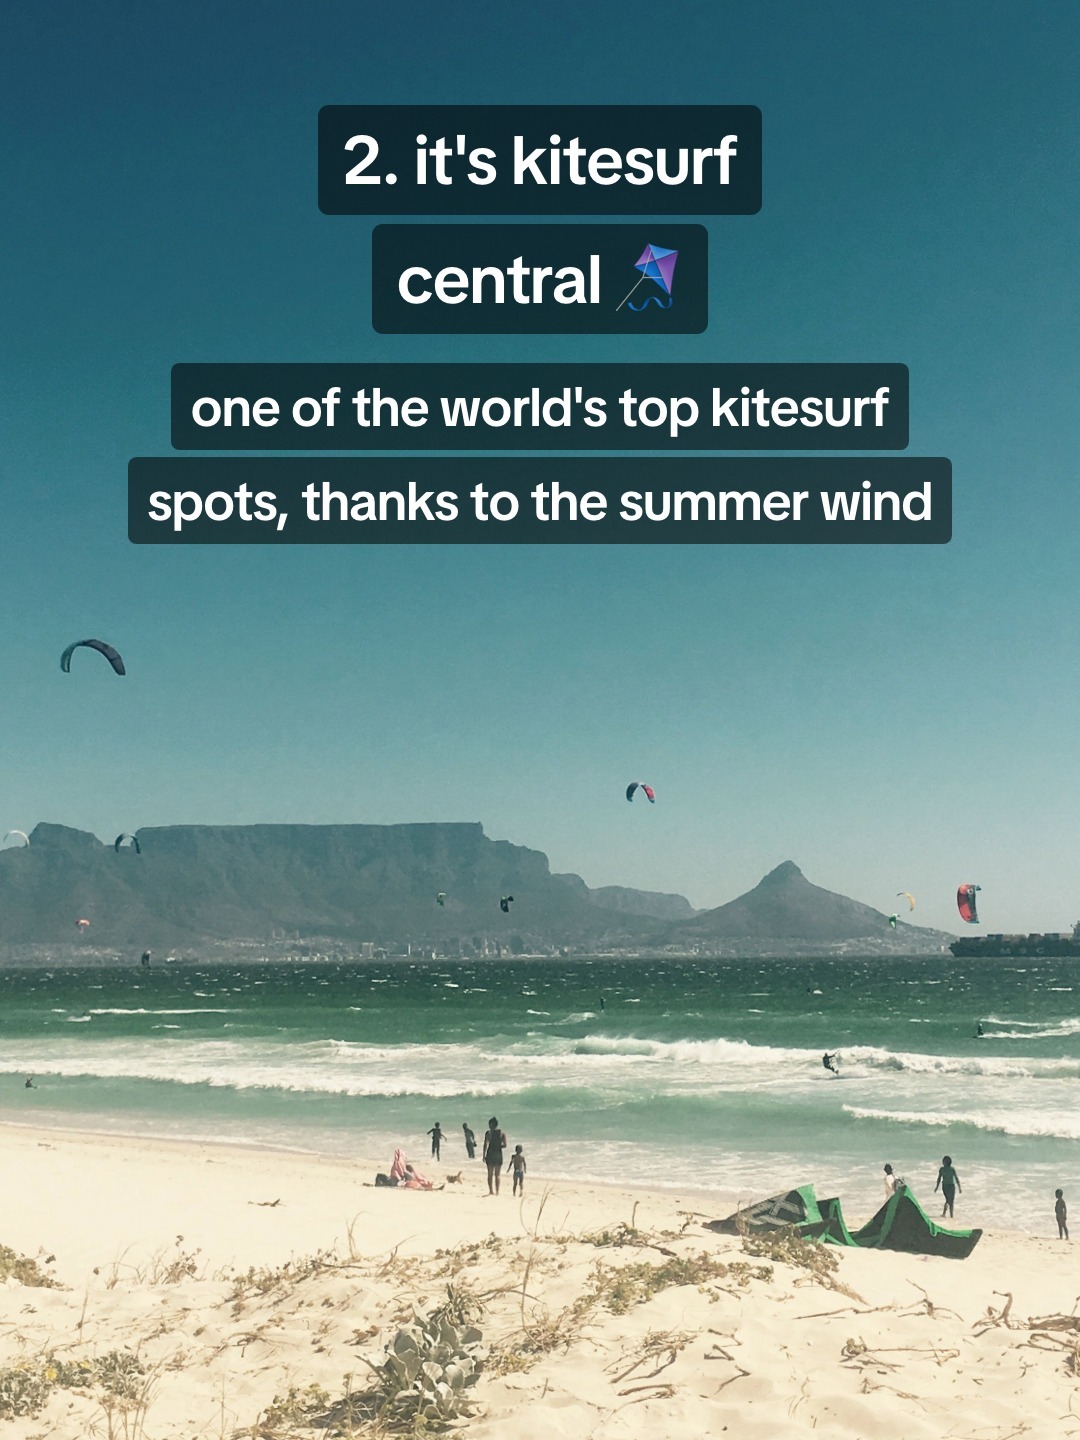 2. it's kitesurf
central 🪁
one of the world's top kitesurf
spots, thanks to the summer wind